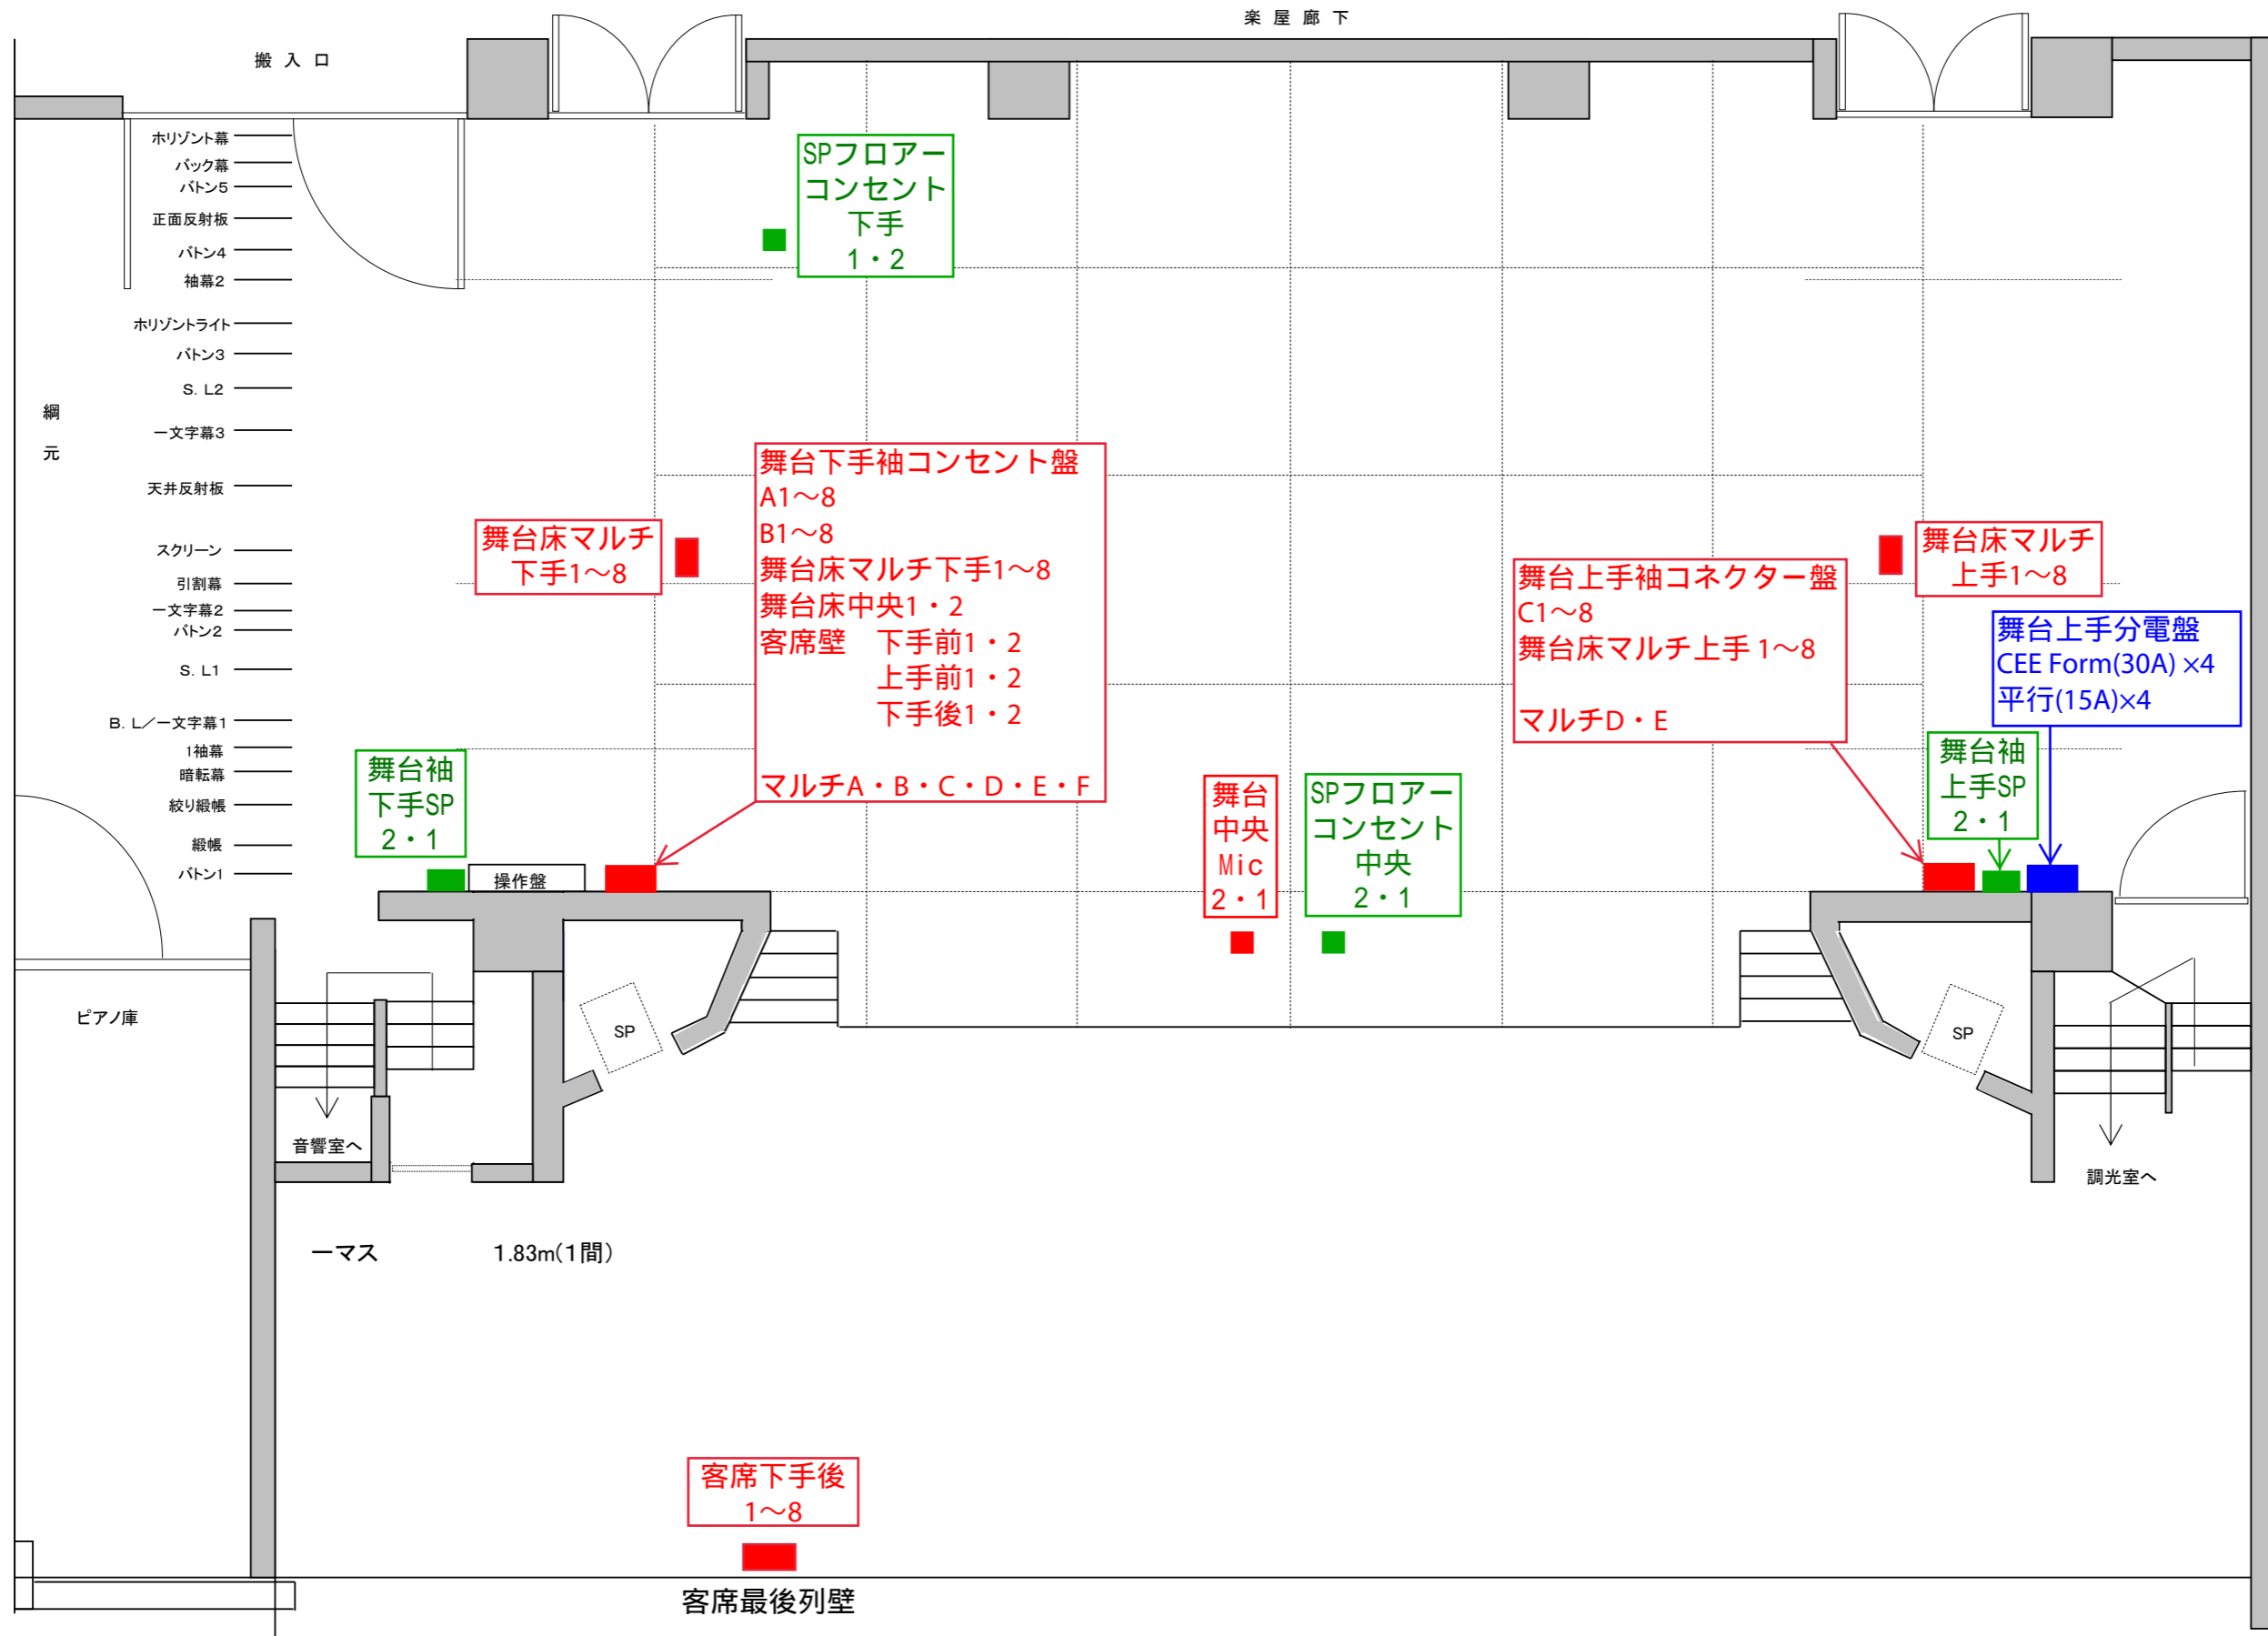 楽屋廊下
搬入口
ホリゾント幕
バック幕
バトン5
正面反射板
バトン4
袖幕2
ホリゾントライト
バトン3
S. L2
一文字幕3
天井反射板
スクリーン
引割幕
一文字幕2
バトン2
S. L1
B. L／一文字幕1
1袖幕
暗転幕
絞り緞帳
緞帳
バトン1
綱
元
SPフロアー
コンセント
下手
1・2
舞台床マルチ
下手1～8
舞台下手袖コンセント盤
A1～8
B1～8
舞台床マルチ下手1～8
舞台床中央1・2
客席壁　下手前1・2
上手前1・2
下手後1・2
マルチA・B・C・D・E・F
舞台上手袖コネクター盤
C1～8
舞台床マルチ上手 1～8
マルチD・E
舞台床マルチ
上手1～8
舞台上手分電盤
CEE Form(30A) ×4
平行(15A)×4
舞台袖
下手SP
2・1
操作盤
舞台
中央
Mic
2・1
SPフロアー
コンセント
中央
2・1
舞台袖
上手SP
2・1
ピアノ庫
SP
SP
音響室へ
調光室へ
一マス　1.83m(1間)
客席下手後
1～8
客席最後列壁